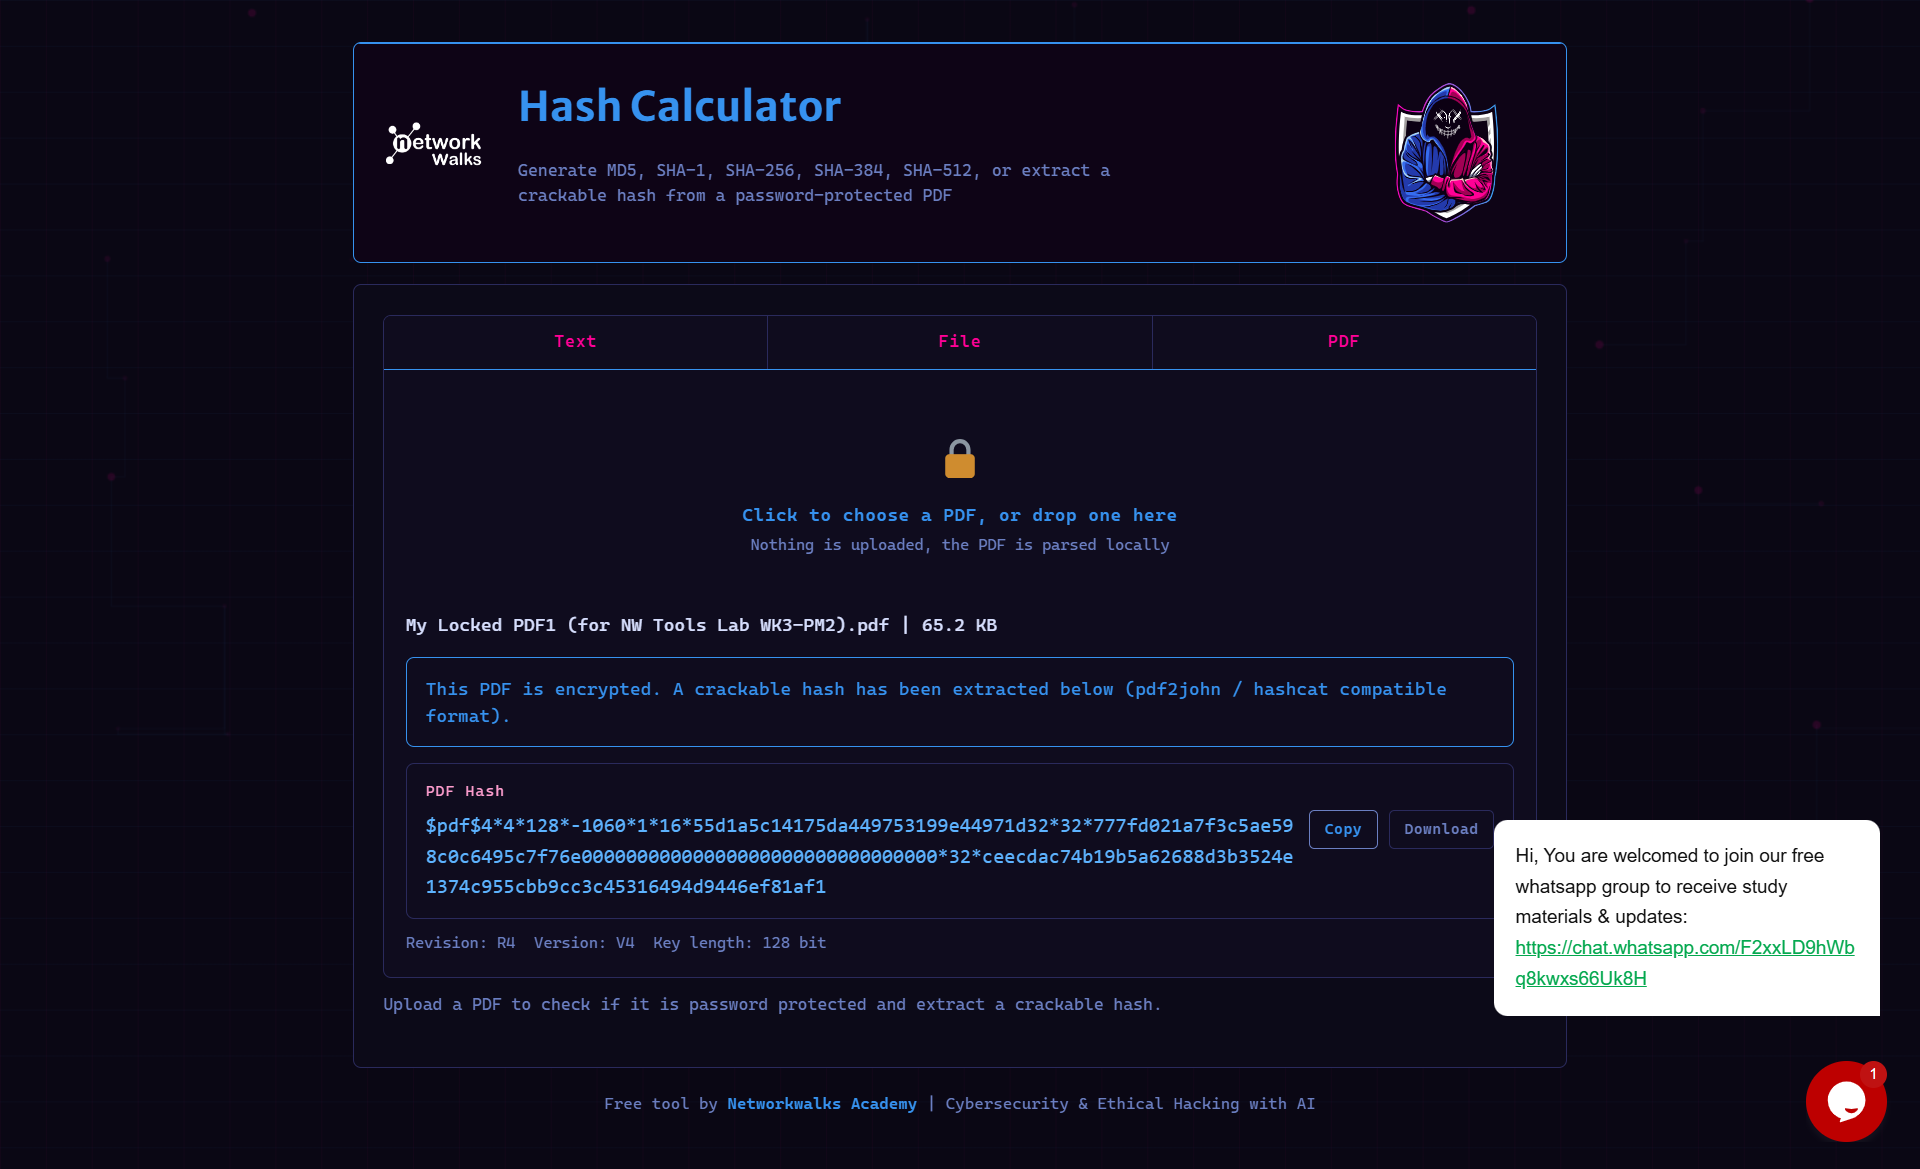 network
Walks
Hash Calculator
Generate MD5, SHA-1, SHA-256, SHA-384, SHA-512, or extract a
crackable hash from a password-protected PDF
Text
File
PDF
Click to choose a PDF, or drop one here
Nothing is uploaded, the PDF is parsed locally
My Locked PDF1 (for NW Tools Lab WK3-PM2).pdf | 65.2 KB
This PDF is encrypted. A crackable hash has been extracted below (pdf2john / hashcat compatible
format).
PDF Hash
$pdf$4*4*128*-1060*1*16*55d1a5c14175da449753199e44971d32*32*777fd021a7f3c5ae59
8c0c6495c7f76e00000000000000000000000000000000*32*ceecdac74b19b5a62688d3b3524e
1374c955cbb9cc3c45316494d9446ef81af1
Copy
Download
Revision: R4 Version: V4 Key length: 128 bit
Upload a PDF to check if it is password protected and extract a crackable hash.
Hi, You are welcomed to join our free
whatsapp group to receive study
materials & updates:
https://chat.whatsapp.com/F2xxLD9hWb
q8kwxs66Uk8H
1
Free tool by Networkwalks Academy | Cybersecurity & Ethical Hacking with AI